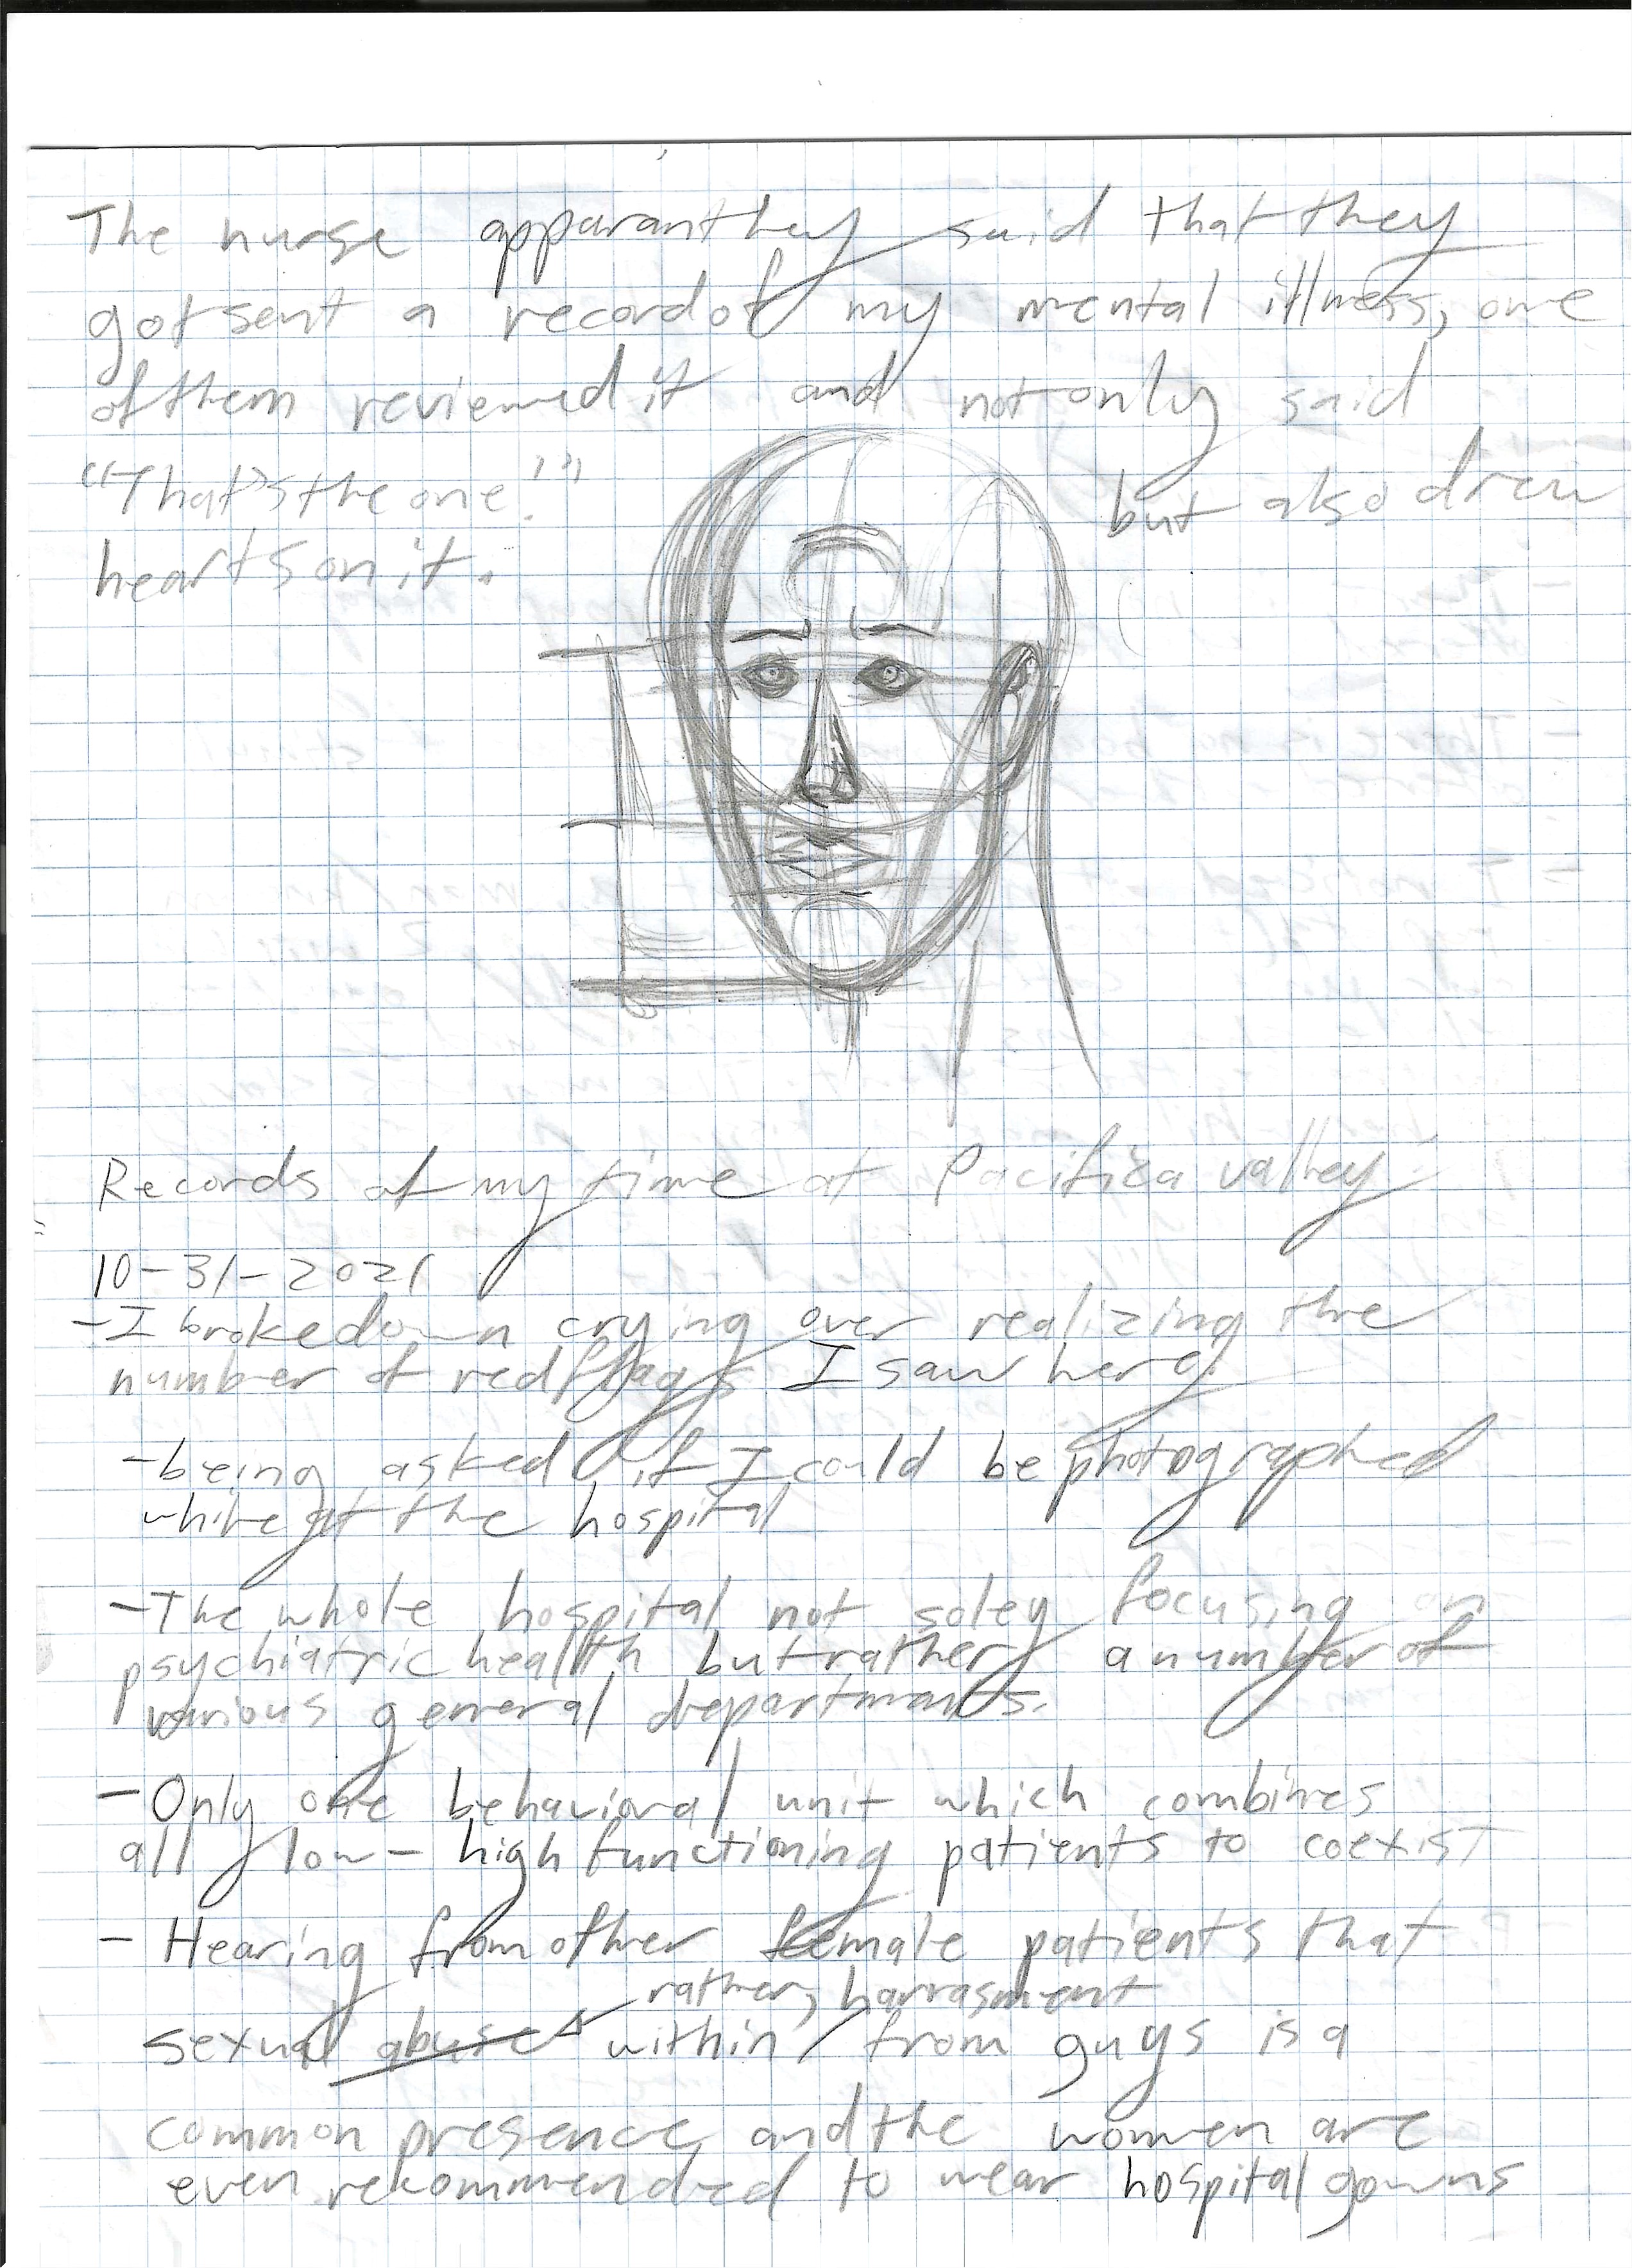 The nurse apparanthey said that they
got sent a record of my mental illness, one
of them reviewed it and not only said
"That's the one!" but also drew
hearts on it.
Records of my time at Pacifica valley
10-31-2021
-I broke down crying over realizing the
number of red flags I saw here.
-being asked if I could be photographed
while at the hospital
-The whole hospital not soley focusing on
psychiatric health but rather a number of
various general departments.
-Only one behavioral unit which combines
all low-high functioning patients to coexist
- Hearing from other female patients that
rather, harrasment
sexual abuse within/from guys is a
common presence, and the women are
even rekommended to wear hospital gowns